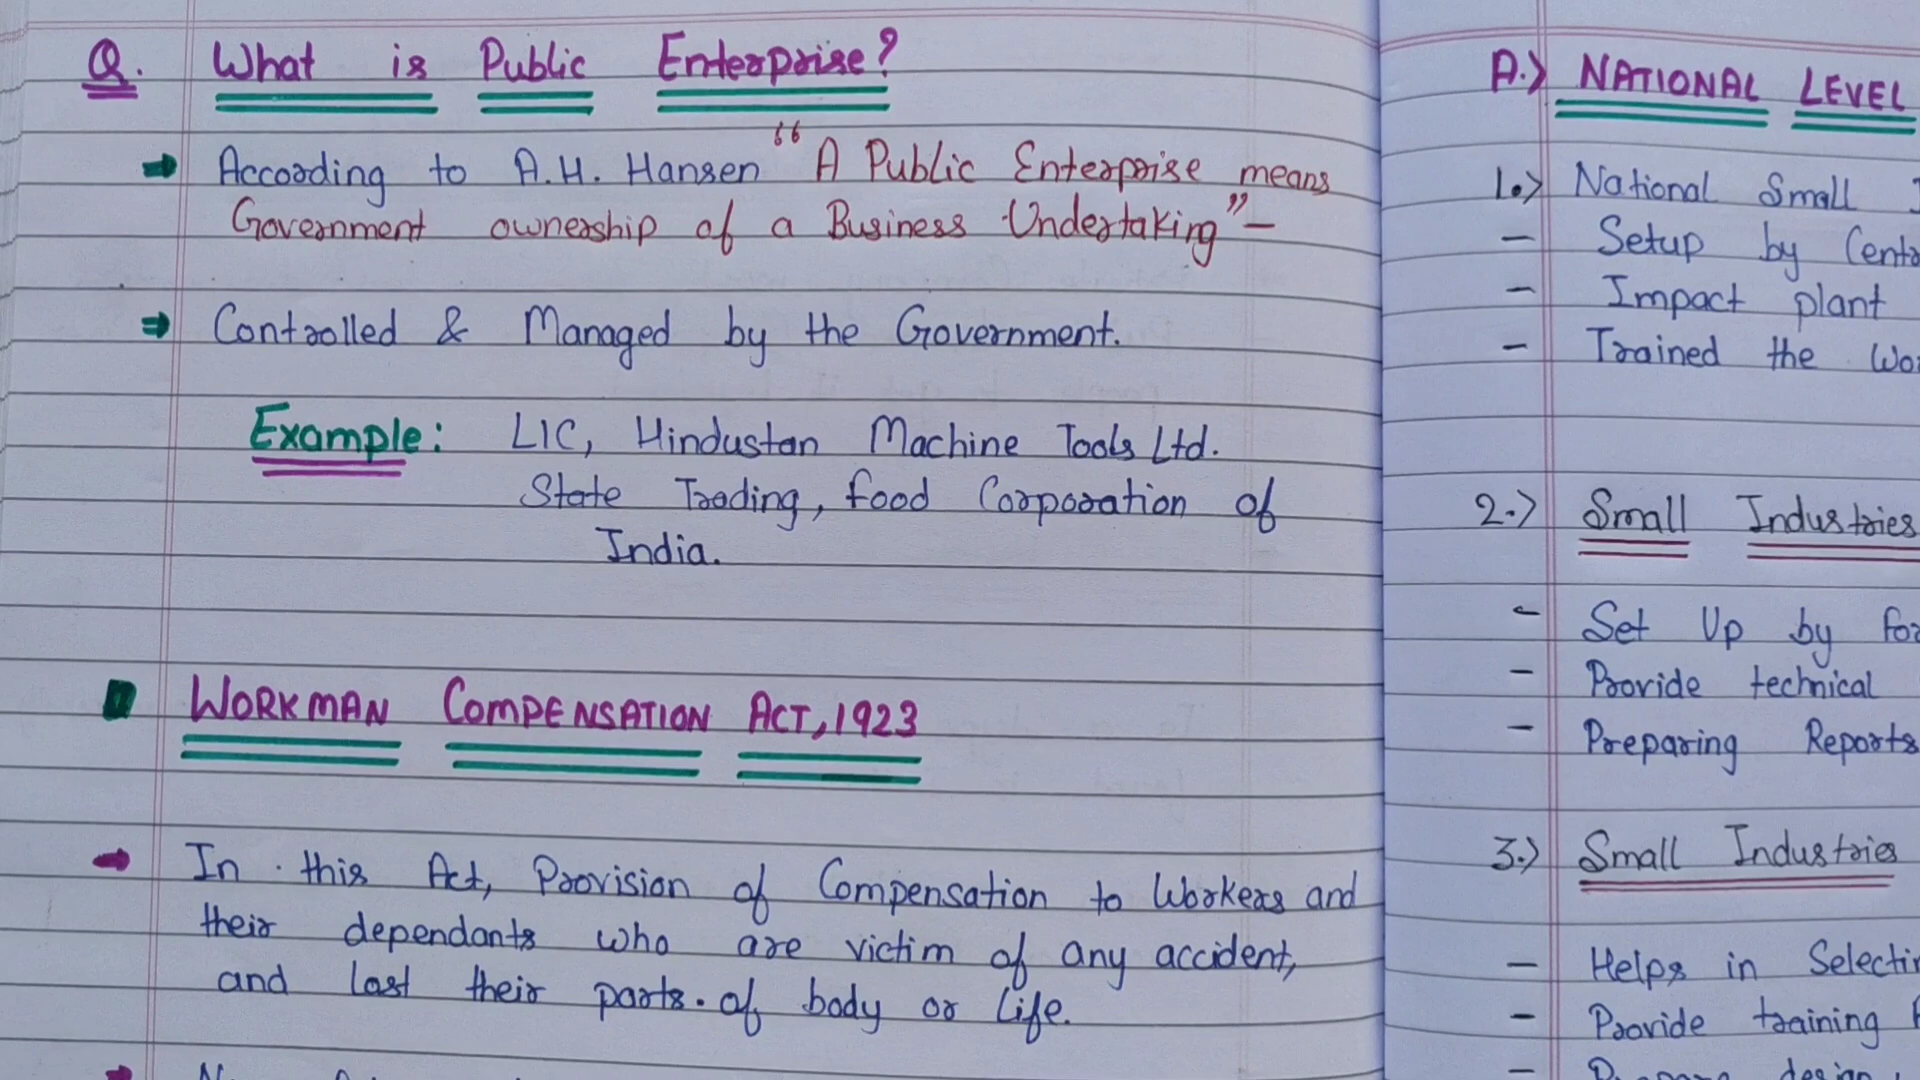 Q. What is Public Enterprise?
➡ According to A.H. Hansen “A Public Enterprise means
Government ownership of a Business Undertaking” –
⇒ Controlled & Managed by the Government.
Example: LIC, Hindustan Machine Tools Ltd.
State Trading, Food Corporation of
India.
WORKMAN COMPENSATION ACT, 1923
➡ In this Act, Provision of Compensation to Workers and
their dependants who are victim of any accident,
and lost their parts of body or life.
A.) NATIONAL LEVEL
1.) National Small
- Setup by
- Impact plant
- Trained the
2.) Small Industries
- Set Up by
- Provide technical
- Preparing Reports
3.) Small Industries
- Helps in
- Provide training